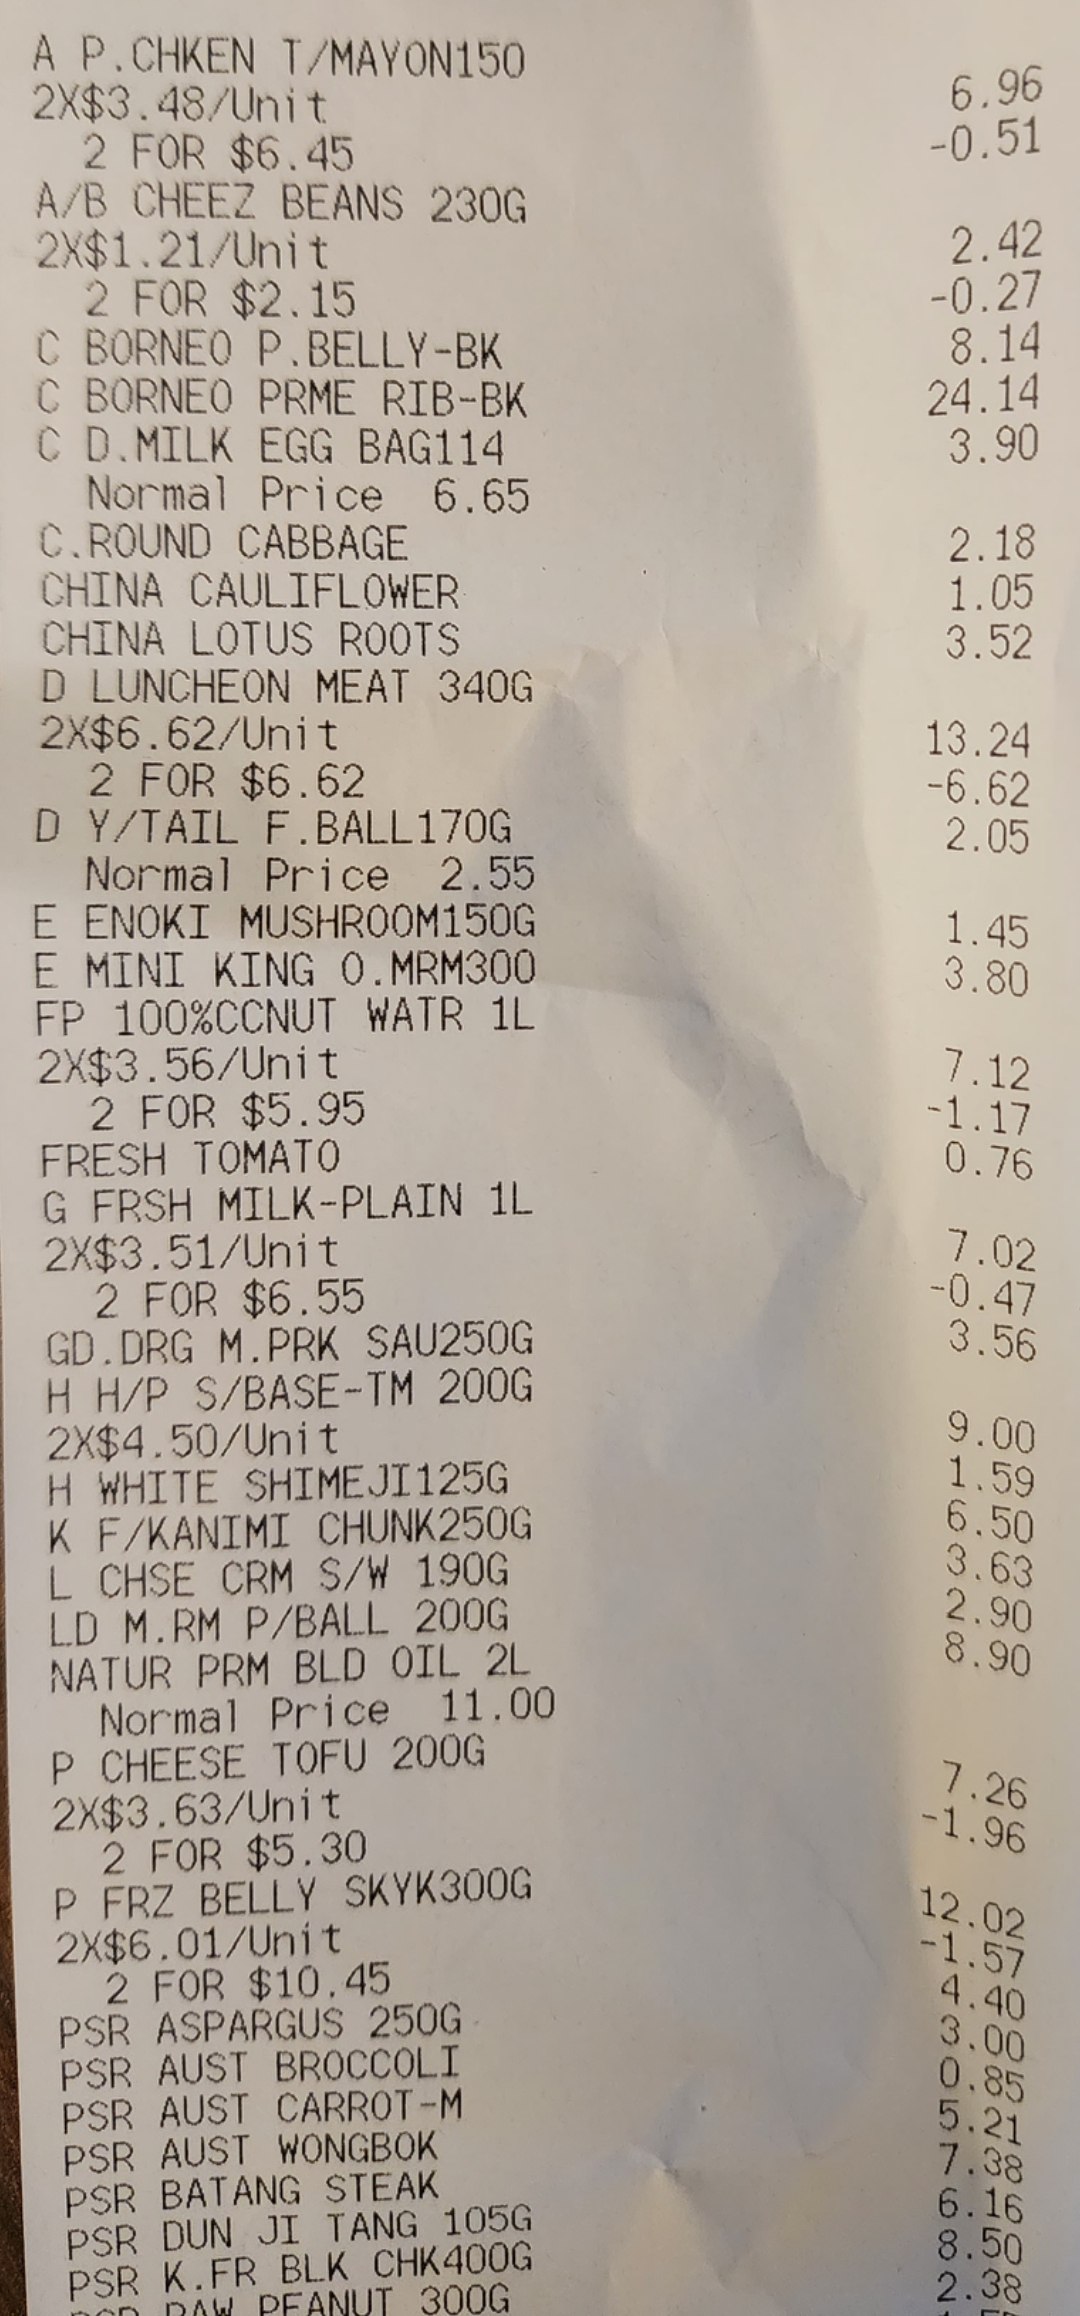 A P.CHKEN T/MAYON150
2X$3.48/Unit 6.96
2 FOR $6.45 -0.51
A/B CHEEZ BEANS 230G
2X$1.21/Unit 2.42
2 FOR $2.15 -0.27
C BORNEO P.BELLY-BK 8.14
C BORNEO PRME RIB-BK 24.14
C D.MILK EGG BAG114 3.90
Normal Price 6.65
C.ROUND CABBAGE 2.18
CHINA CAULIFLOWER 1.05
CHINA LOTUS ROOTS 3.52
D LUNCHEON MEAT 340G
2X$6.62/Unit 13.24
2 FOR $6.62 -6.62
D Y/TAIL F.BALL170G 2.05
Normal Price 2.55
E ENOKI MUSHROOM150G 1.45
E MINI KING O.MRM300 3.80
FP 100%CCNUT WATR 1L
2X$3.56/Unit 7.12
2 FOR $5.95 -1.17
FRESH TOMATO 0.76
G FRSH MILK-PLAIN 1L
2X$3.51/Unit 7.02
2 FOR $6.55 -0.47
GD.DRG M.PRK SAU250G 3.56
H H/P S/BASE-TM 200G
2X$4.50/Unit 9.00
H WHITE SHIMEJI125G 1.59
K F/KANIMI CHUNK250G 6.50
L CHSE CRM S/W 190G 3.63
LD M.RM P/BALL 200G 2.90
NATUR PRM BLD OIL 2L 8.90
Normal Price 11.00
P CHEESE TOFU 200G
2X$3.63/Unit 7.26
2 FOR $5.30 -1.96
P FRZ BELLY SKYK300G
2X$6.01/Unit 12.02
2 FOR $10.45 -1.57
PSR ASPARGUS 250G 4.40
PSR AUST BROCCOLI 3.00
PSR AUST CARROT-M 0.85
PSR AUST WONGBOK 5.21
PSR BATANG STEAK 7.38
PSR DUN JI TANG 105G 6.16
PSR K.FR BLK CHK400G 8.50
PSR RAW PEANUT 300G 2.38